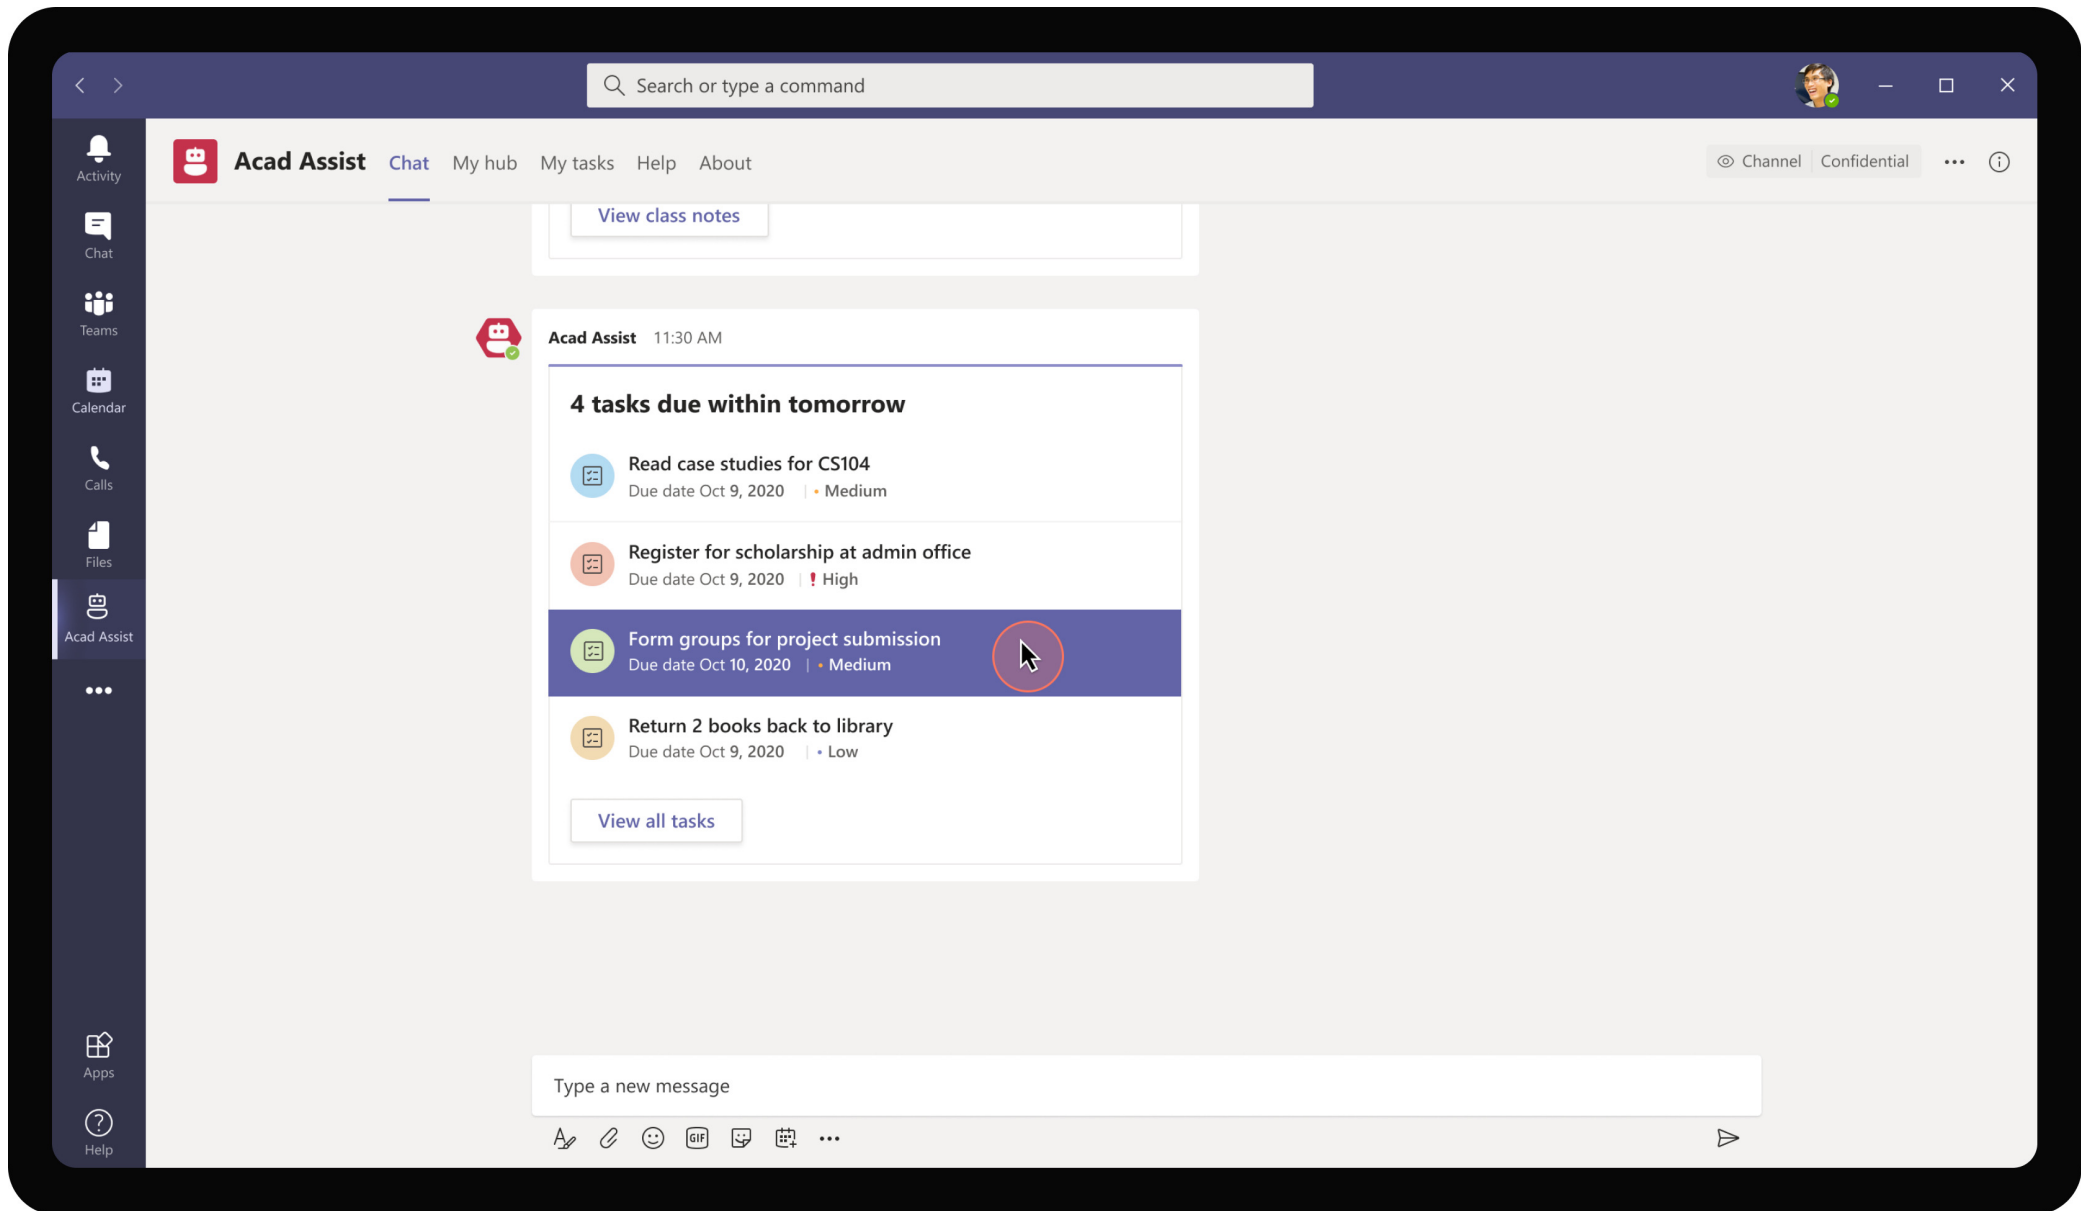 Search or type a command
Activity
Chat
Teams
Calendar
Calls
Files
Acad Assist
Apps
Help
Acad Assist Chat My hub My tasks Help About
Channel Confidential
View class notes
Acad Assist 11:30 AM
4 tasks due within tomorrow
Read case studies for CS104
Due date Oct 9, 2020 | • Medium
Register for scholarship at admin office
Due date Oct 9, 2020 | ! High
Form groups for project submission
Due date Oct 10, 2020 | • Medium
Return 2 books back to library
Due date Oct 9, 2020 | • Low
View all tasks
Type a new message
GIF